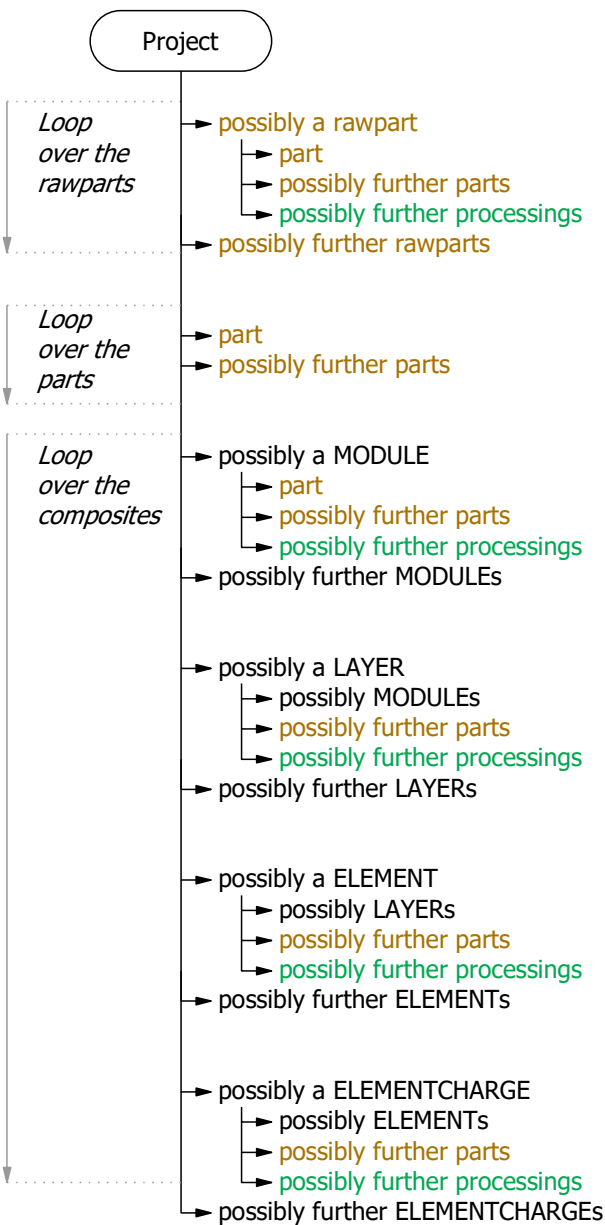 Project
Loop
over the
rawparts
possibly a rawpart
part
possibly further parts
possibly further processings
possibly further rawparts
Loop
over the
parts
part
possibly further parts
Loop
over the
composites
possibly a MODULE
part
possibly further parts
possibly further processings
possibly further MODULEs
possibly a LAYER
possibly MODULEs
possibly further parts
possibly further processings
possibly further LAYERs
possibly a ELEMENT
possibly LAYERs
possibly further parts
possibly further processings
possibly further ELEMENTs
possibly a ELEMENTCHARGE
possibly ELEMENTs
possibly further parts
possibly further processings
possibly further ELEMENTCHARGEs